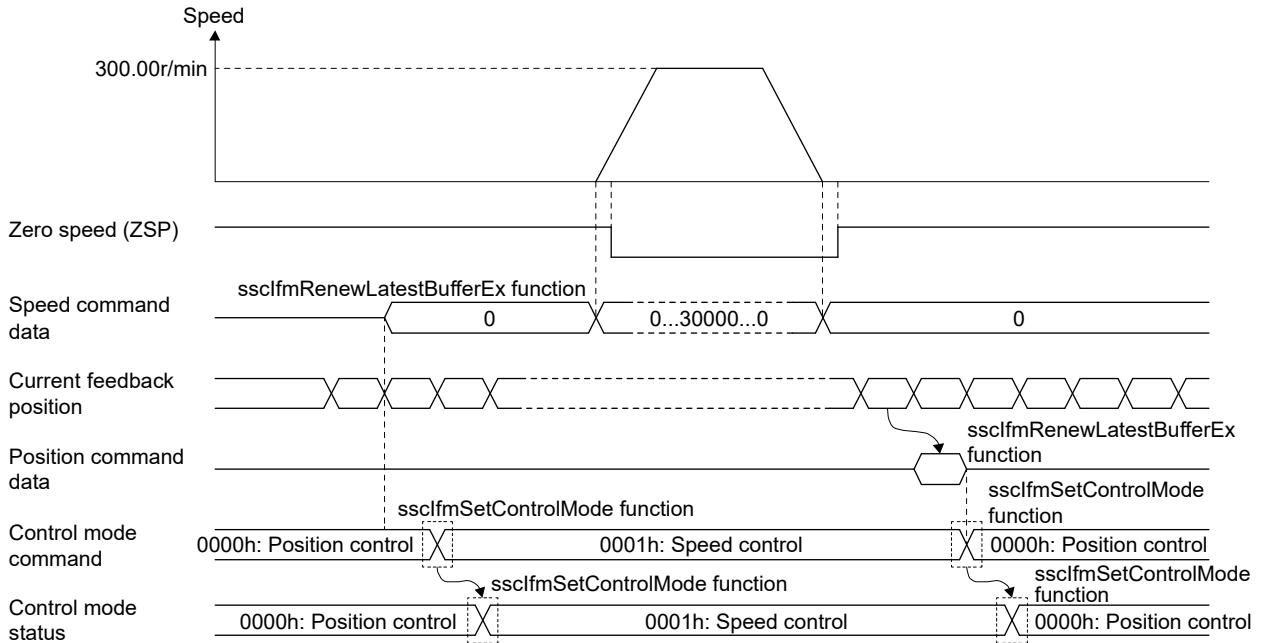 Speed
300.00r/min
Zero speed (ZSP)
sscIfmRenewLatestBufferEx function
Speed command
data
0
0...30000...0
0
Current feedback
position
sscIfmRenewLatestBufferEx
function
Position command
data
sscIfmSetControlMode
function
sscIfmSetControlMode function
Control mode
command
0000h: Position control
0001h: Speed control
0000h: Position control
sscIfmSetControlMode function
sscIfmSetControlMode
function
Control mode
status
0000h: Position control
0001h: Speed control
0000h: Position control